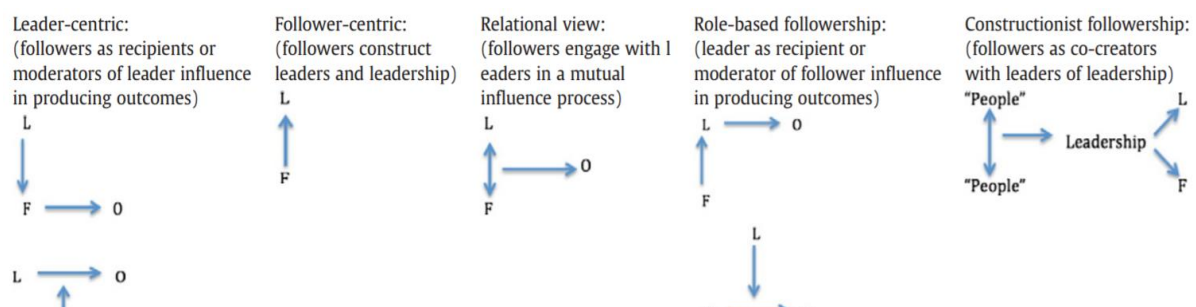 Leader-centric:
(followers as recipients or
moderators of leader influence
in producing outcomes)
L
F
O
L
O
Follower-centric:
(followers construct
leaders and leadership)
L
F
Relational view:
(followers engage with l
eaders in a mutual
influence process)
L
O
F
Role-based followership:
(leader as recipient or
moderator of follower influence
in producing outcomes)
L
O
F
L
Constructionist followership:
(followers as co-creators
with leaders of leadership)
"People"
L
Leadership
"People"
F